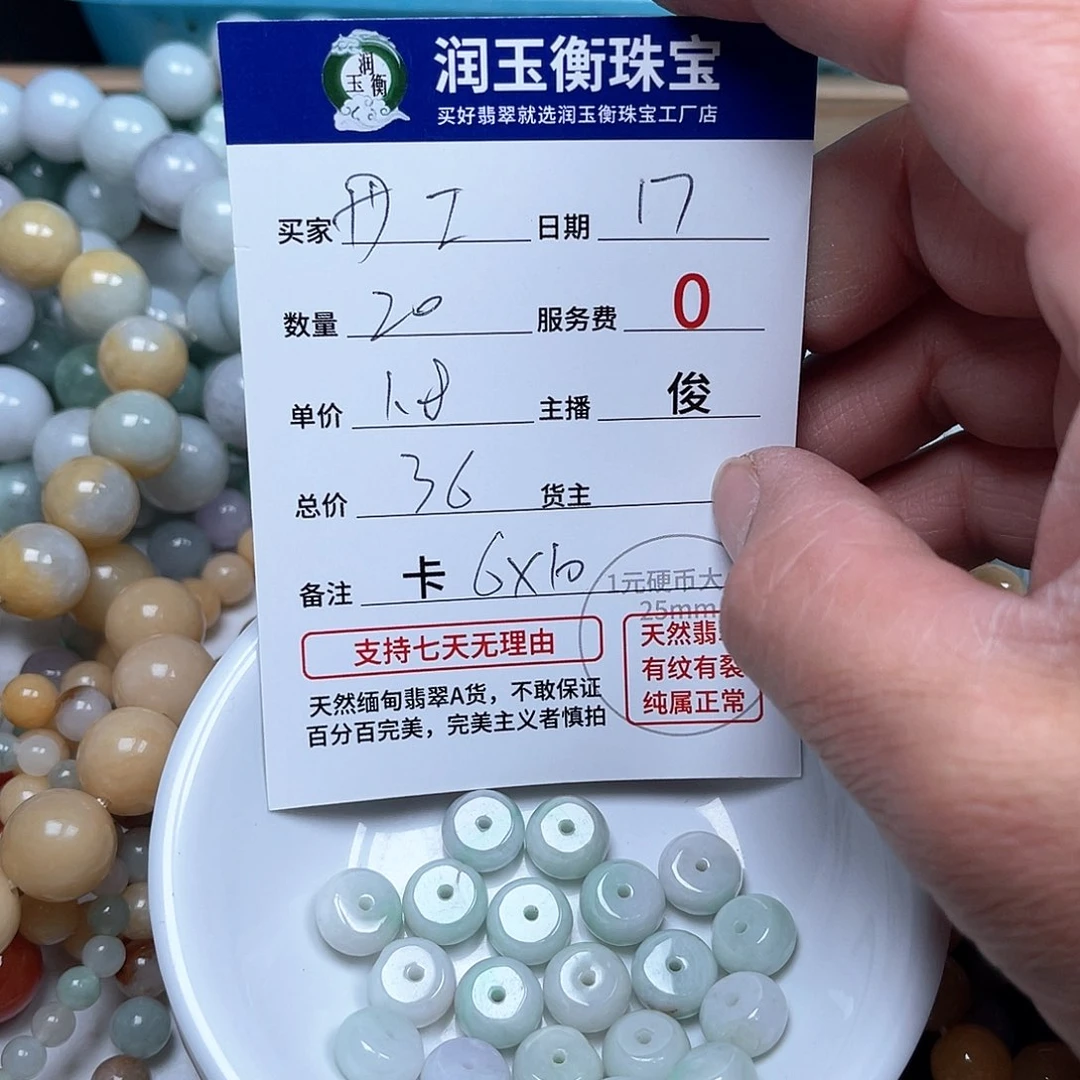 润玉衡
润玉衡珠宝
买好翡翠就选润玉衡珠宝工厂店
买家 丹工 日期 17
数量 20 服务费 0
单价 1.8 主播 俊
总价 36 货主
备注 卡 6X10
1元硬币大
25mm
支持七天无理由
天然翡
有纹有裂
纯属正常
天然缅甸翡翠A货，不敢保证
百分百完美，完美主义者慎拍